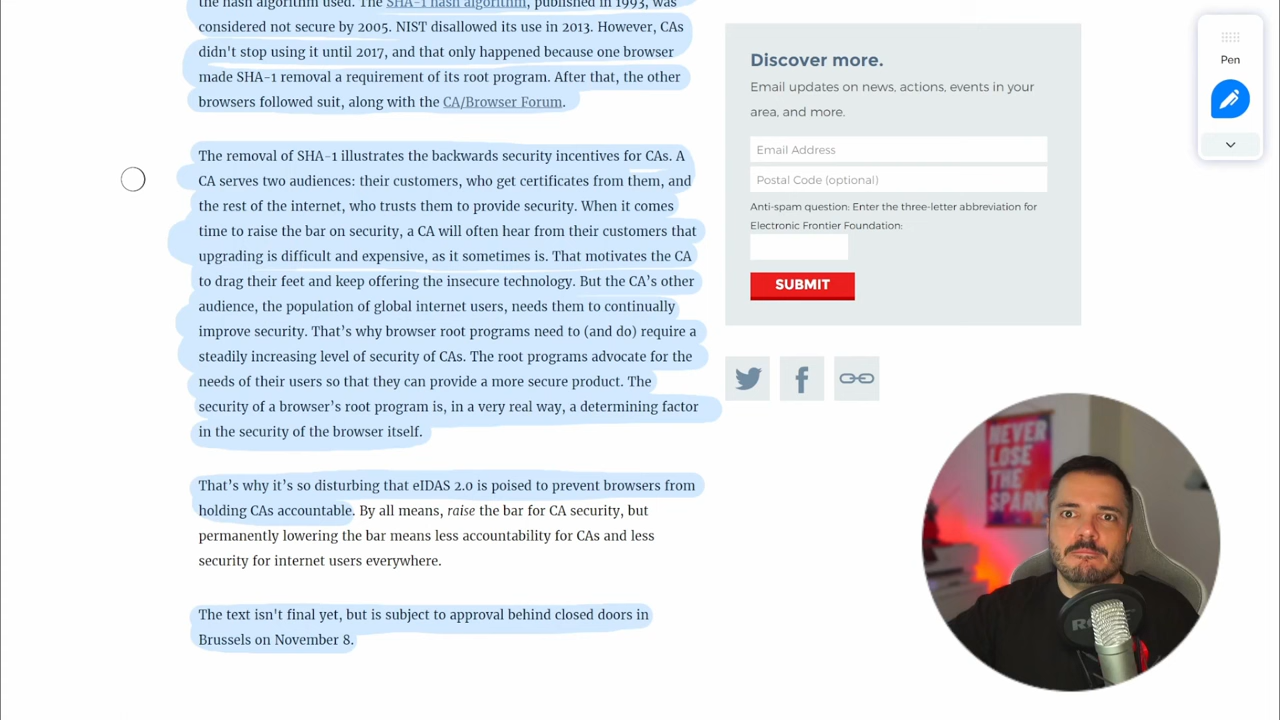 the hash algorithm used. The SHA-1 hash algorithm, published in 1993, was
considered not secure by 2005. NIST disallowed its use in 2013. However, CAs
didn't stop using it until 2017, and that only happened because one browser
made SHA-1 removal a requirement of its root program. After that, the other
browsers followed suit, along with the CA/Browser Forum.
The removal of SHA-1 illustrates the backwards security incentives for CAs. A
CA serves two audiences: their customers, who get certificates from them, and
the rest of the internet, who trusts them to provide security. When it comes
time to raise the bar on security, a CA will often hear from their customers that
upgrading is difficult and expensive, as it sometimes is. That motivates the CA
to drag their feet and keep offering the insecure technology. But the CA’s other
audience, the population of global internet users, needs them to continually
improve security. That’s why browser root programs need to (and do) require a
steadily increasing level of security of CAs. The root programs advocate for the
needs of their users so that they can provide a more secure product. The
security of a browser’s root program is, in a very real way, a determining factor
in the security of the browser itself.
That’s why it’s so disturbing that eIDAS 2.0 is poised to prevent browsers from
holding CAs accountable. By all means, raise the bar for CA security, but
permanently lowering the bar means less accountability for CAs and less
security for internet users everywhere.
The text isn't final yet, but is subject to approval behind closed doors in
Brussels on November 8.
Discover more.
Email updates on news, actions, events in your
area, and more.
Email Address
Postal Code (optional)
Anti-spam question: Enter the three-letter abbreviation for
Electronic Frontier Foundation:
SUBMIT
Pen
NEVER
LOSE
THE
SPARK